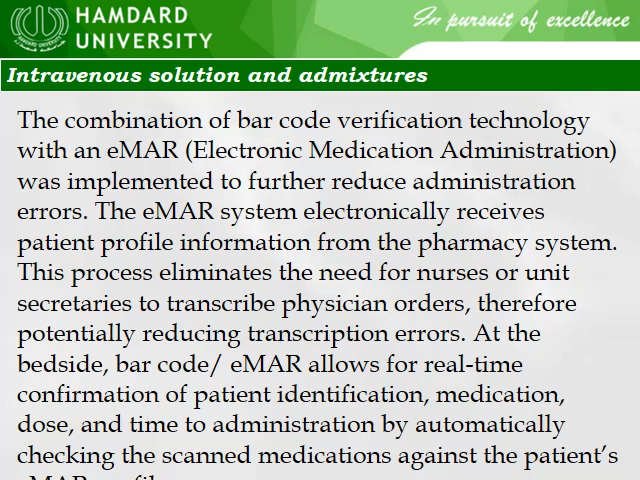 HAMDARD
UNIVERSITY
In pursuit of excellence
Intravenous solution and admixtures
The combination of bar code verification technology
with an eMAR (Electronic Medication Administration)
was implemented to further reduce administration
errors. The eMAR system electronically receives
patient profile information from the pharmacy system.
This process eliminates the need for nurses or unit
secretaries to transcribe physician orders, therefore
potentially reducing transcription errors. At the
bedside, bar code/ eMAR allows for real-time
confirmation of patient identification, medication,
dose, and time to administration by automatically
checking the scanned medications against the patient’s